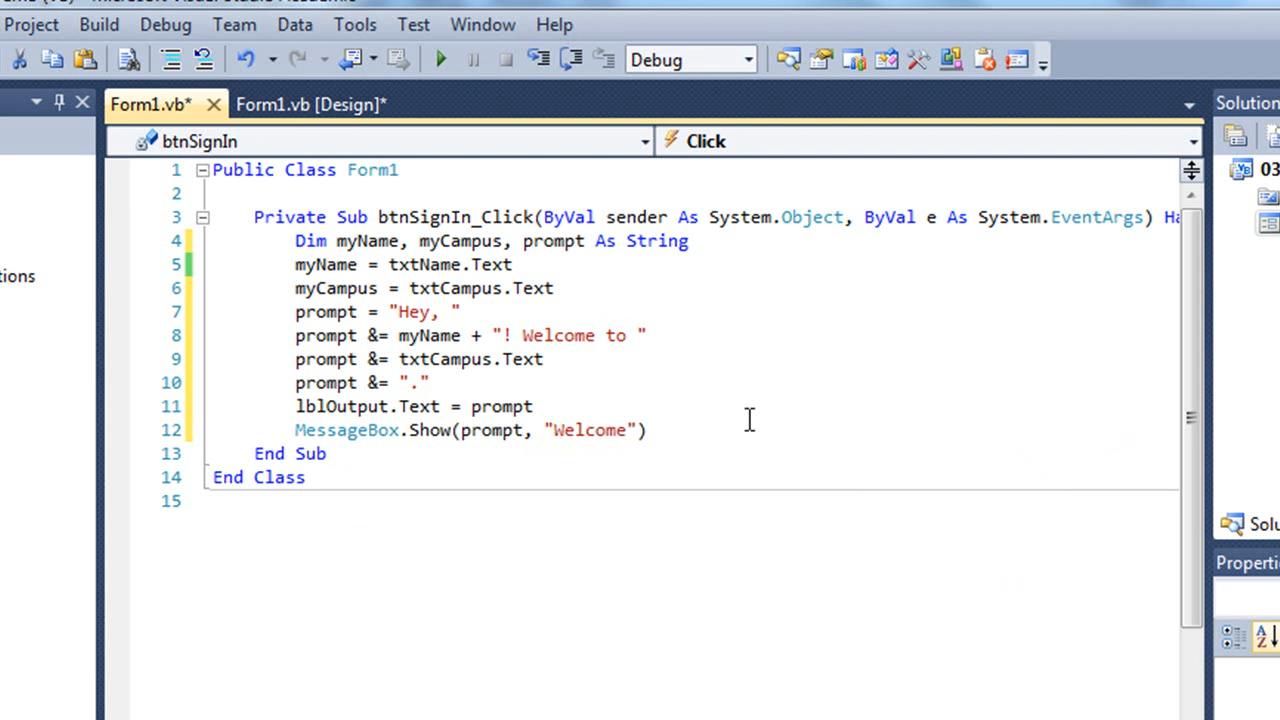 Project Build Debug Team Data Tools Test Window Help
Debug
Form1.vb* Form1.vb [Design]* Solution
btnSignIn Click
1 Public Class Form1 03
2
3 Private Sub btnSignIn_Click(ByVal sender As System.Object, ByVal e As System.EventArgs) Ha
4 Dim myName, myCampus, prompt As String
5 myName = txtName.Text
tions
6 myCampus = txtCampus.Text
7 prompt = "Hey, "
8 prompt &= myName + "! Welcome to "
9 prompt &= txtCampus.Text
10 prompt &= "."
11 lblOutput.Text = prompt
12 MessageBox.Show(prompt, "Welcome")
13 End Sub
14 End Class
15
Solu
Properti